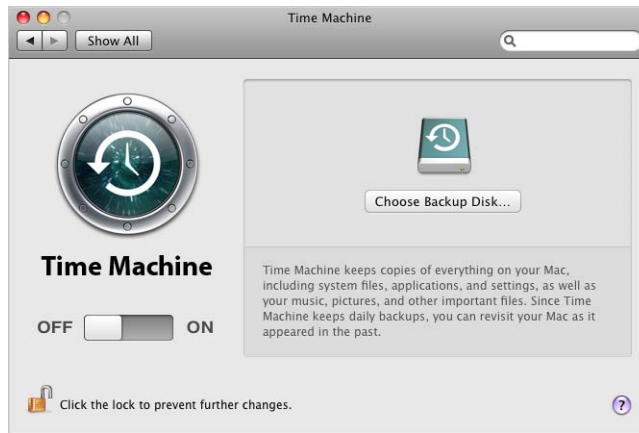 Time Machine
Show All
Choose Backup Disk...
Time Machine
OFF
ON
Time Machine keeps copies of everything on your Mac,
including system files, applications, and settings, as well as
your music, pictures, and other important files. Since Time
Machine keeps daily backups, you can revisit your Mac as it
appeared in the past.
Click the lock to prevent further changes.
?